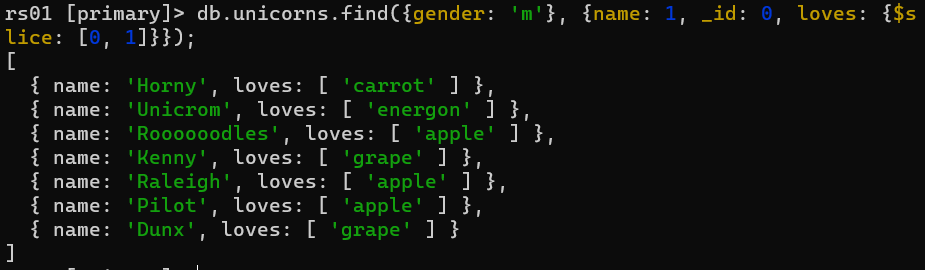 rs01 [primary]> db.unicorns.find({gender: 'm'}, {name: 1, _id: 0, loves: {$s
lice: [0, 1]}});
[
  { name: 'Horny', loves: [ 'carrot' ] },
  { name: 'Unicrom', loves: [ 'energon' ] },
  { name: 'Roooooodles', loves: [ 'apple' ] },
  { name: 'Kenny', loves: [ 'grape' ] },
  { name: 'Raleigh', loves: [ 'apple' ] },
  { name: 'Pilot', loves: [ 'apple' ] },
  { name: 'Dunx', loves: [ 'grape' ] }
]